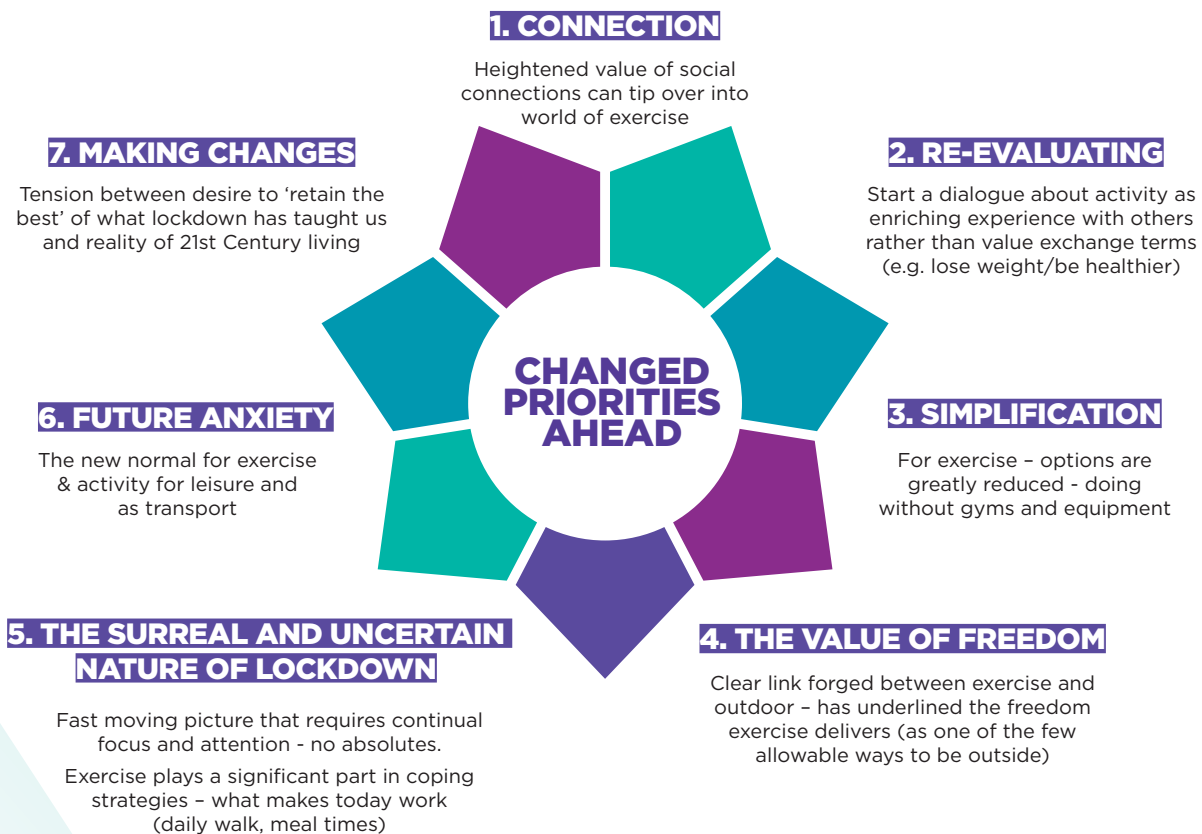 1. CONNECTION
Heightened value of social
connections can tip over into
world of exercise
2. RE-EVALUATING
Start a dialogue about activity as
enriching experience with others
rather than value exchange terms
(e.g. lose weight/be healthier)
3. SIMPLIFICATION
For exercise – options are
greatly reduced - doing
without gyms and equipment
4. THE VALUE OF FREEDOM
Clear link forged between exercise and
outdoor – has underlined the freedom
exercise delivers (as one of the few
allowable ways to be outside)
5. THE SURREAL AND UNCERTAIN
NATURE OF LOCKDOWN
Fast moving picture that requires continual
focus and attention - no absolutes.
Exercise plays a significant part in coping
strategies – what makes today work
(daily walk, meal times)
6. FUTURE ANXIETY
The new normal for exercise
& activity for leisure and
as transport
7. MAKING CHANGES
Tension between desire to ‘retain the
best’ of what lockdown has taught us
and reality of 21st Century living
CHANGED
PRIORITIES
AHEAD